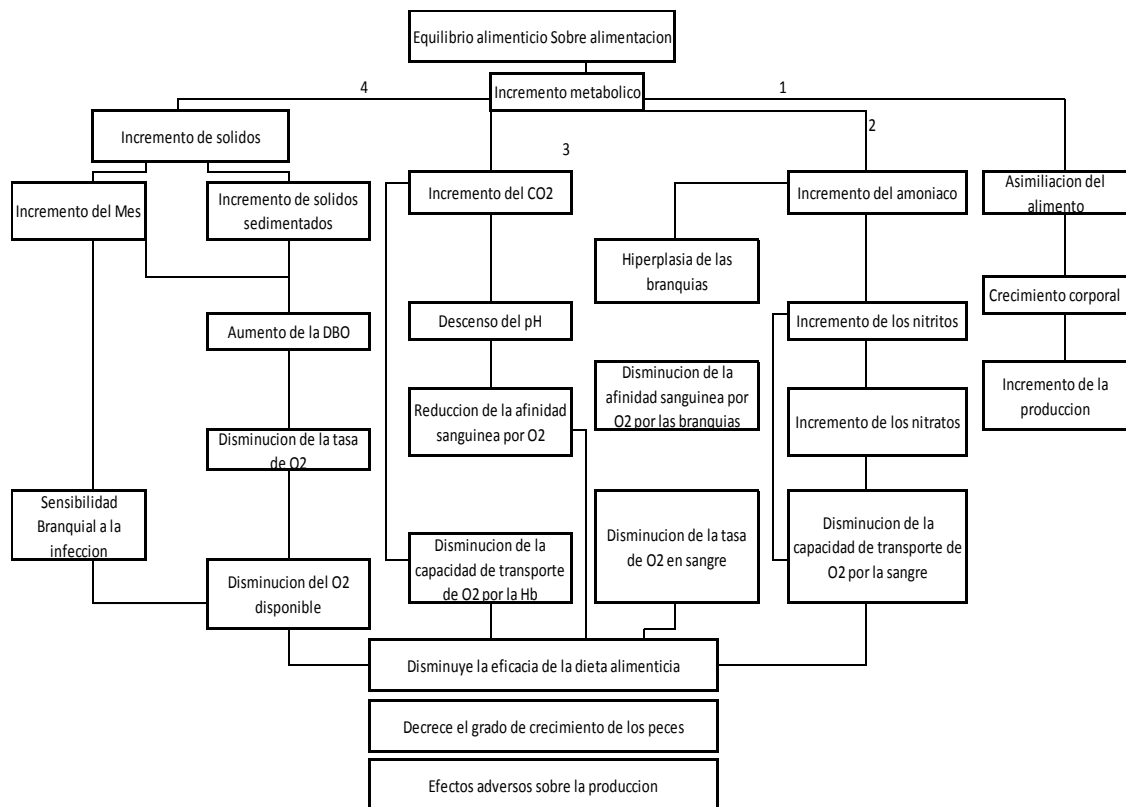 Equilibrio alimenticio Sobre alimentacion
Incremento metabolico
4
1
2
3
Incremento de solidos
Incremento del Mes
Incremento de solidos
sedimentados
Incremento del CO2
Incremento del amoniaco
Asimiliacion del
alimento
Hiperplasia de las
branquias
Crecimiento corporal
Aumento de la DBO
Descenso del pH
Incremento de los nitritos
Reduccion de la afinidad
sanguinea por O2
Disminucion de la
afinidad sanguinea por
O2 por las branquias
Incremento de los nitratos
Incremento de la
produccion
Disminucion de la tasa
de O2
Sensibilidad
Branquial a la
infeccion
Disminucion del O2
disponible
Disminucion de la
capacidad de transporte
de O2 por la Hb
Disminucion de la tasa
de O2 en sangre
Disminucion de la
capacidad de transporte de
O2 por la sangre
Disminuye la eficacia de la dieta alimenticia
Decrece el grado de crecimiento de los peces
Efectos adversos sobre la produccion